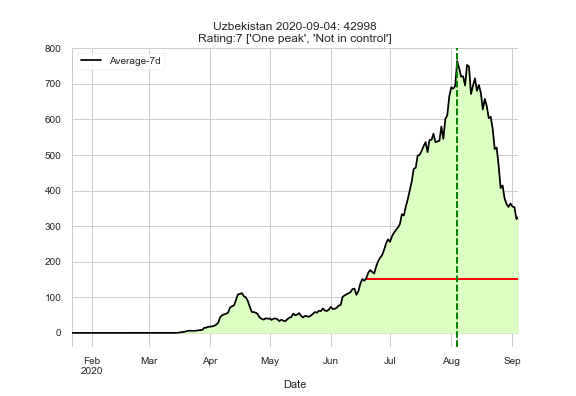 Uzbekistan 2020-09-04: 42998
Rating:7 ['One peak', 'Not in control']
Average-7d
800
700
600
500
400
300
200
100
0
Feb Mar Apr May Jun Jul Aug Sep
2020
Date